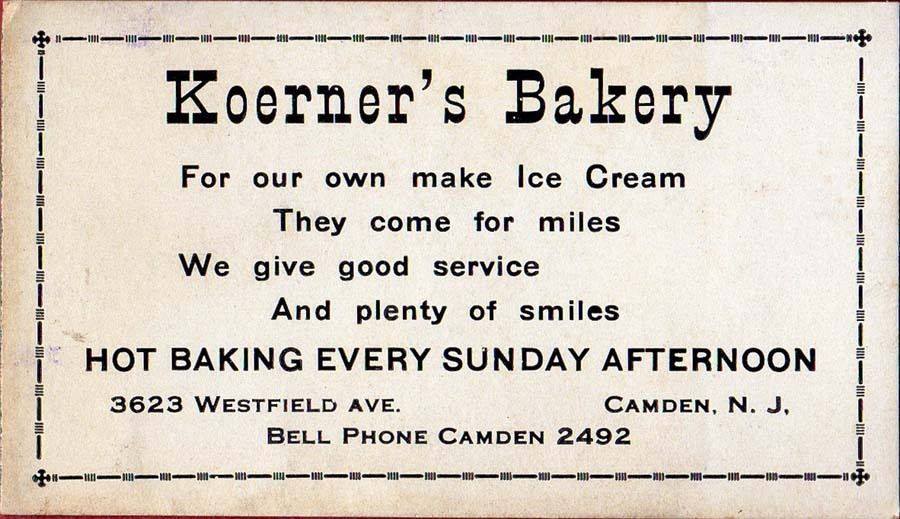 Koerner's Bakery
For our own make Ice Cream
They come for miles
We give good service
And plenty of smiles
HOT BAKING EVERY SUNDAY AFTERNOON
3623 WESTFIELD AVE. CAMDEN, N. J,
BELL PHONE CAMDEN 2492